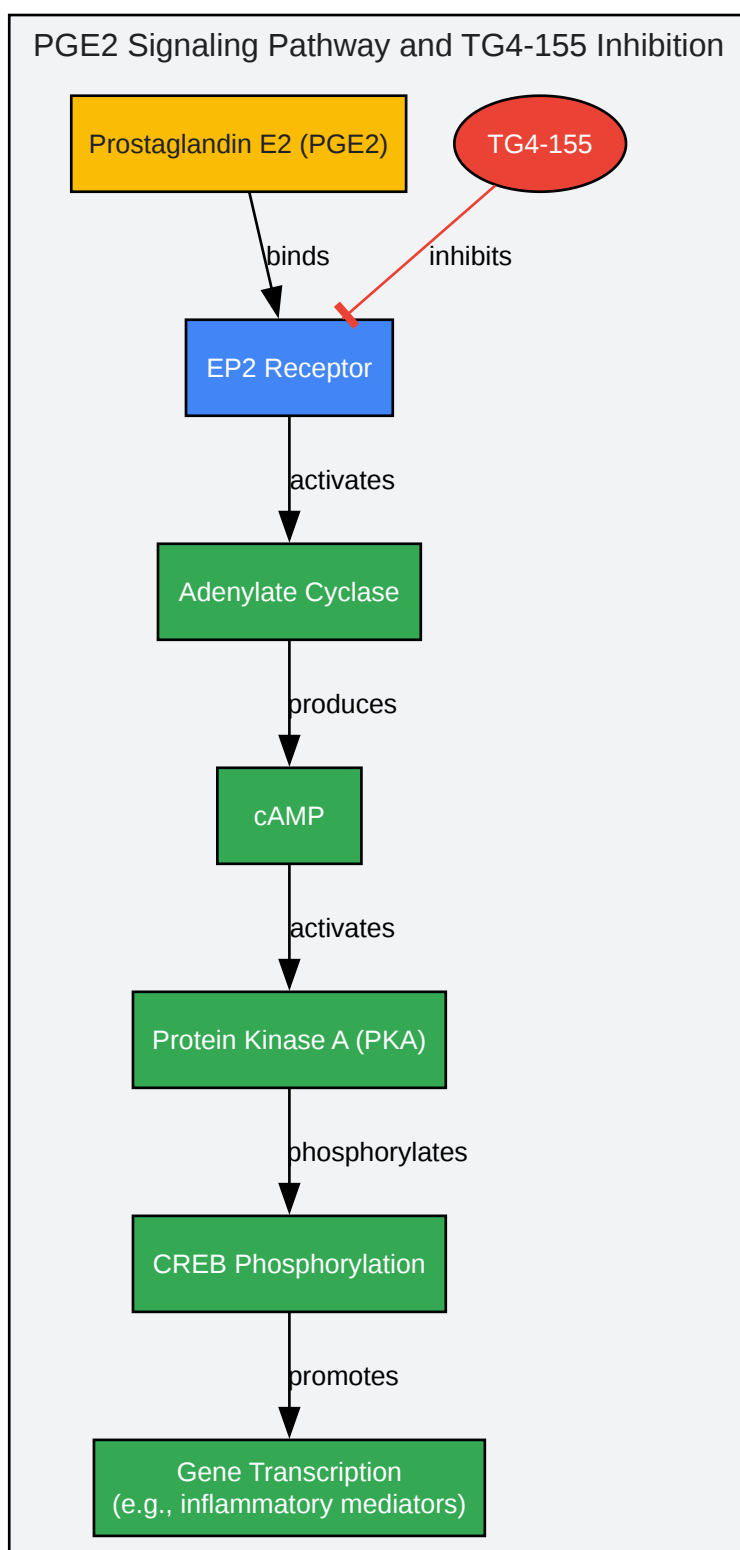 PGE2 Signaling Pathway and TG4-155 Inhibition
Prostaglandin E2 (PGE2)
TG4-155
binds
inhibits
EP2 Receptor
activates
Adenylate Cyclase
produces
cAMP
activates
Protein Kinase A (PKA)
phosphorylates
CREB Phosphorylation
promotes
Gene Transcription
(e.g., inflammatory mediators)